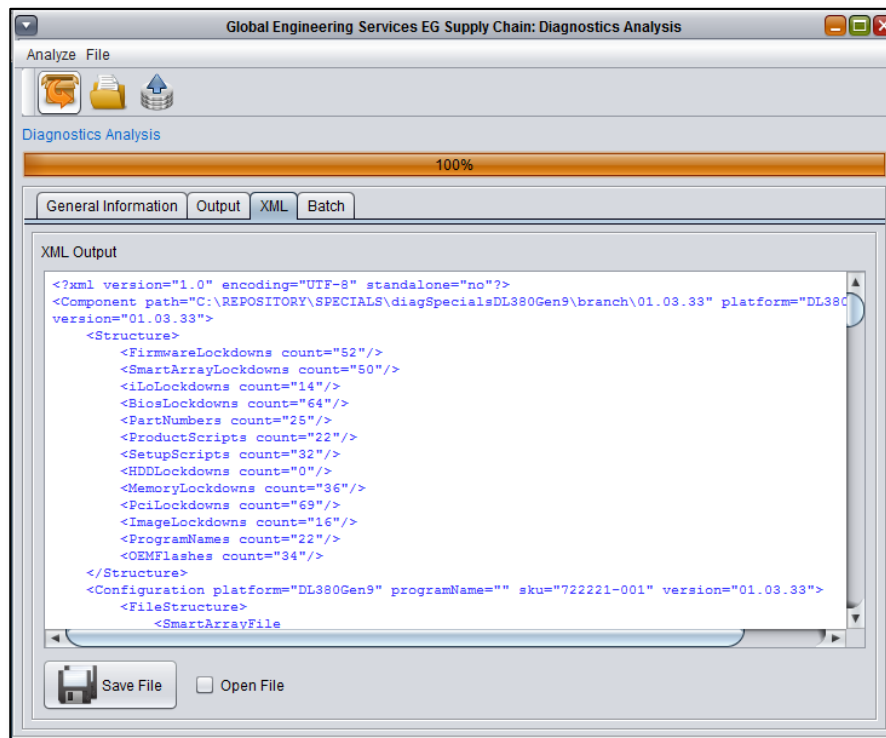 Global Engineering Services EG Supply Chain: Diagnostics Analysis
Analyze File
Diagnostics Analysis
100%
General Information Output XML Batch
XML Output
<?xml version="1.0" encoding="UTF-8" standalone="no"?>
<Component path="C:\REPOSITORY\SPECIALS\diagSpecialsDL380Gen9\branch\01.03.33" platform="DL380
version="01.03.33">
<Structure>
<FirmwareLockdowns count="52"/>
<SmartArrayLockdowns count="50"/>
<iLoLockdowns count="14"/>
<BiosLockdowns count="64"/>
<PartNumbers count="25"/>
<ProductScripts count="22"/>
<SetupScripts count="32"/>
<HDDLockdowns count="0"/>
<MemoryLockdowns count="36"/>
<PciLockdowns count="69"/>
<ImageLockdowns count="16"/>
<ProgramNames count="22"/>
<OEMFlashes count="34"/>
</Structure>
<Configuration platform="DL380Gen9" programName="" sku="722221-001" version="01.03.33">
<FileStructure>
<SmartArrayFile
Save File Open File